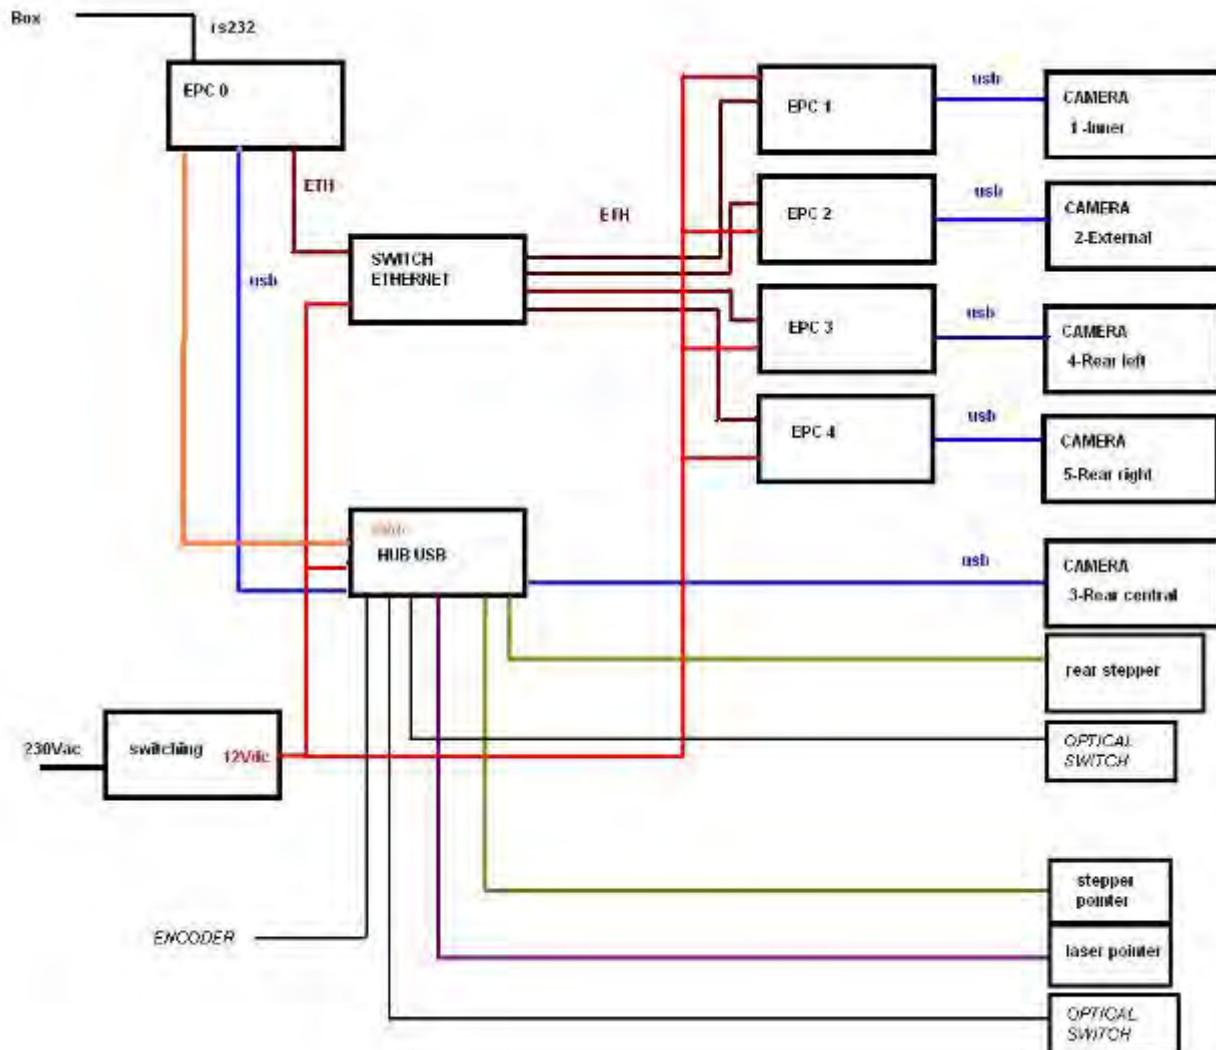 Box
rs232
EPC 0
ETH
usb
SWITCH
ETHERNET
ETH
EPC 1
usb
CAMERA
1-Inner
EPC 2
usb
CAMERA
2-External
EPC 3
usb
CAMERA
4-Rear left
EPC 4
usb
CAMERA
5-Rear right
HUB USB
usb
CAMERA
3-Rear central
rear stepper
230Vac
switching
12Vdc
OPTICAL
SWITCH
stepper
pointer
ENCODER
laser pointer
OPTICAL
SWITCH